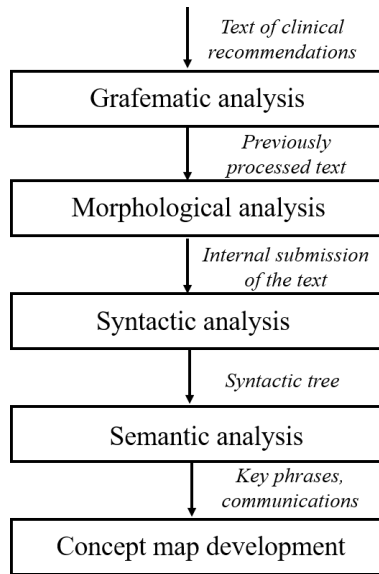 Text of clinical
recommendations
Grafematic analysis
Previously
processed text
Morphological analysis
Internal submission
of the text
Syntactic analysis
Syntactic tree
Semantic analysis
Key phrases,
communications
Concept map development